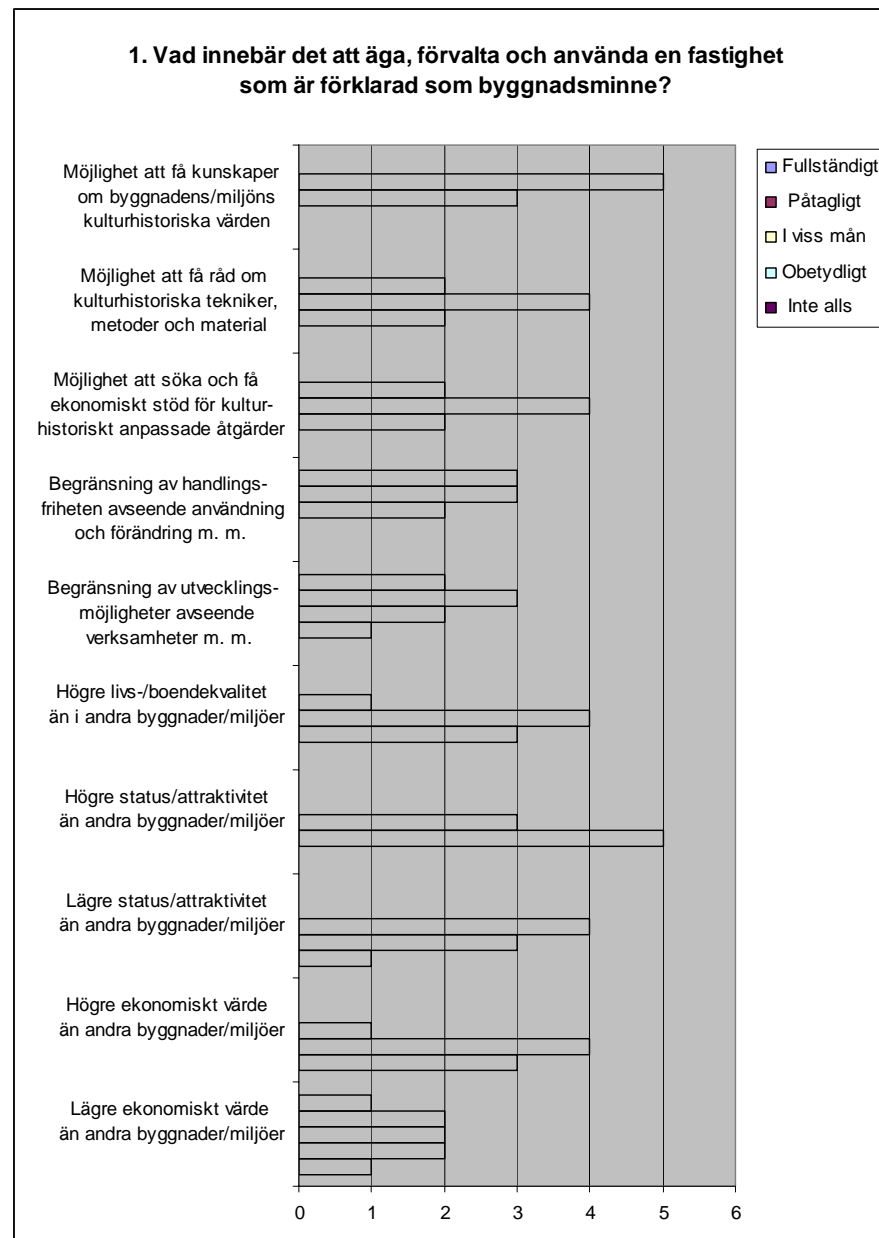 1. Vad innebär det att äga, förvalta och använda en fastighet
som är förklarad som byggnadsminne?
Möjlighet att få kunskaper
om byggnadens/miljöns
kulturhistoriska värden
Möjlighet att få råd om
kulturhistoriska tekniker,
metoder och material
Möjlighet att söka och få
ekonomiskt stöd för kultur-
historiskt anpassade åtgärder
Begränsning av handlings-
friheten avseende användning
och förändring m. m.
Begränsning av utvecklings-
möjligheter avseende
verksamheter m. m.
Högre livs-/boendekvalitet
än i andra byggnader/miljöer
Högre status/attraktivitet
än andra byggnader/miljöer
Lägre status/attraktivitet
än andra byggnader/miljöer
Högre ekonomiskt värde
än andra byggnader/miljöer
Lägre ekonomiskt värde
än andra byggnader/miljöer
0 1 2 3 4 5 6
Fullständigt
Påtagligt
I viss mån
Obetydligt
Inte alls